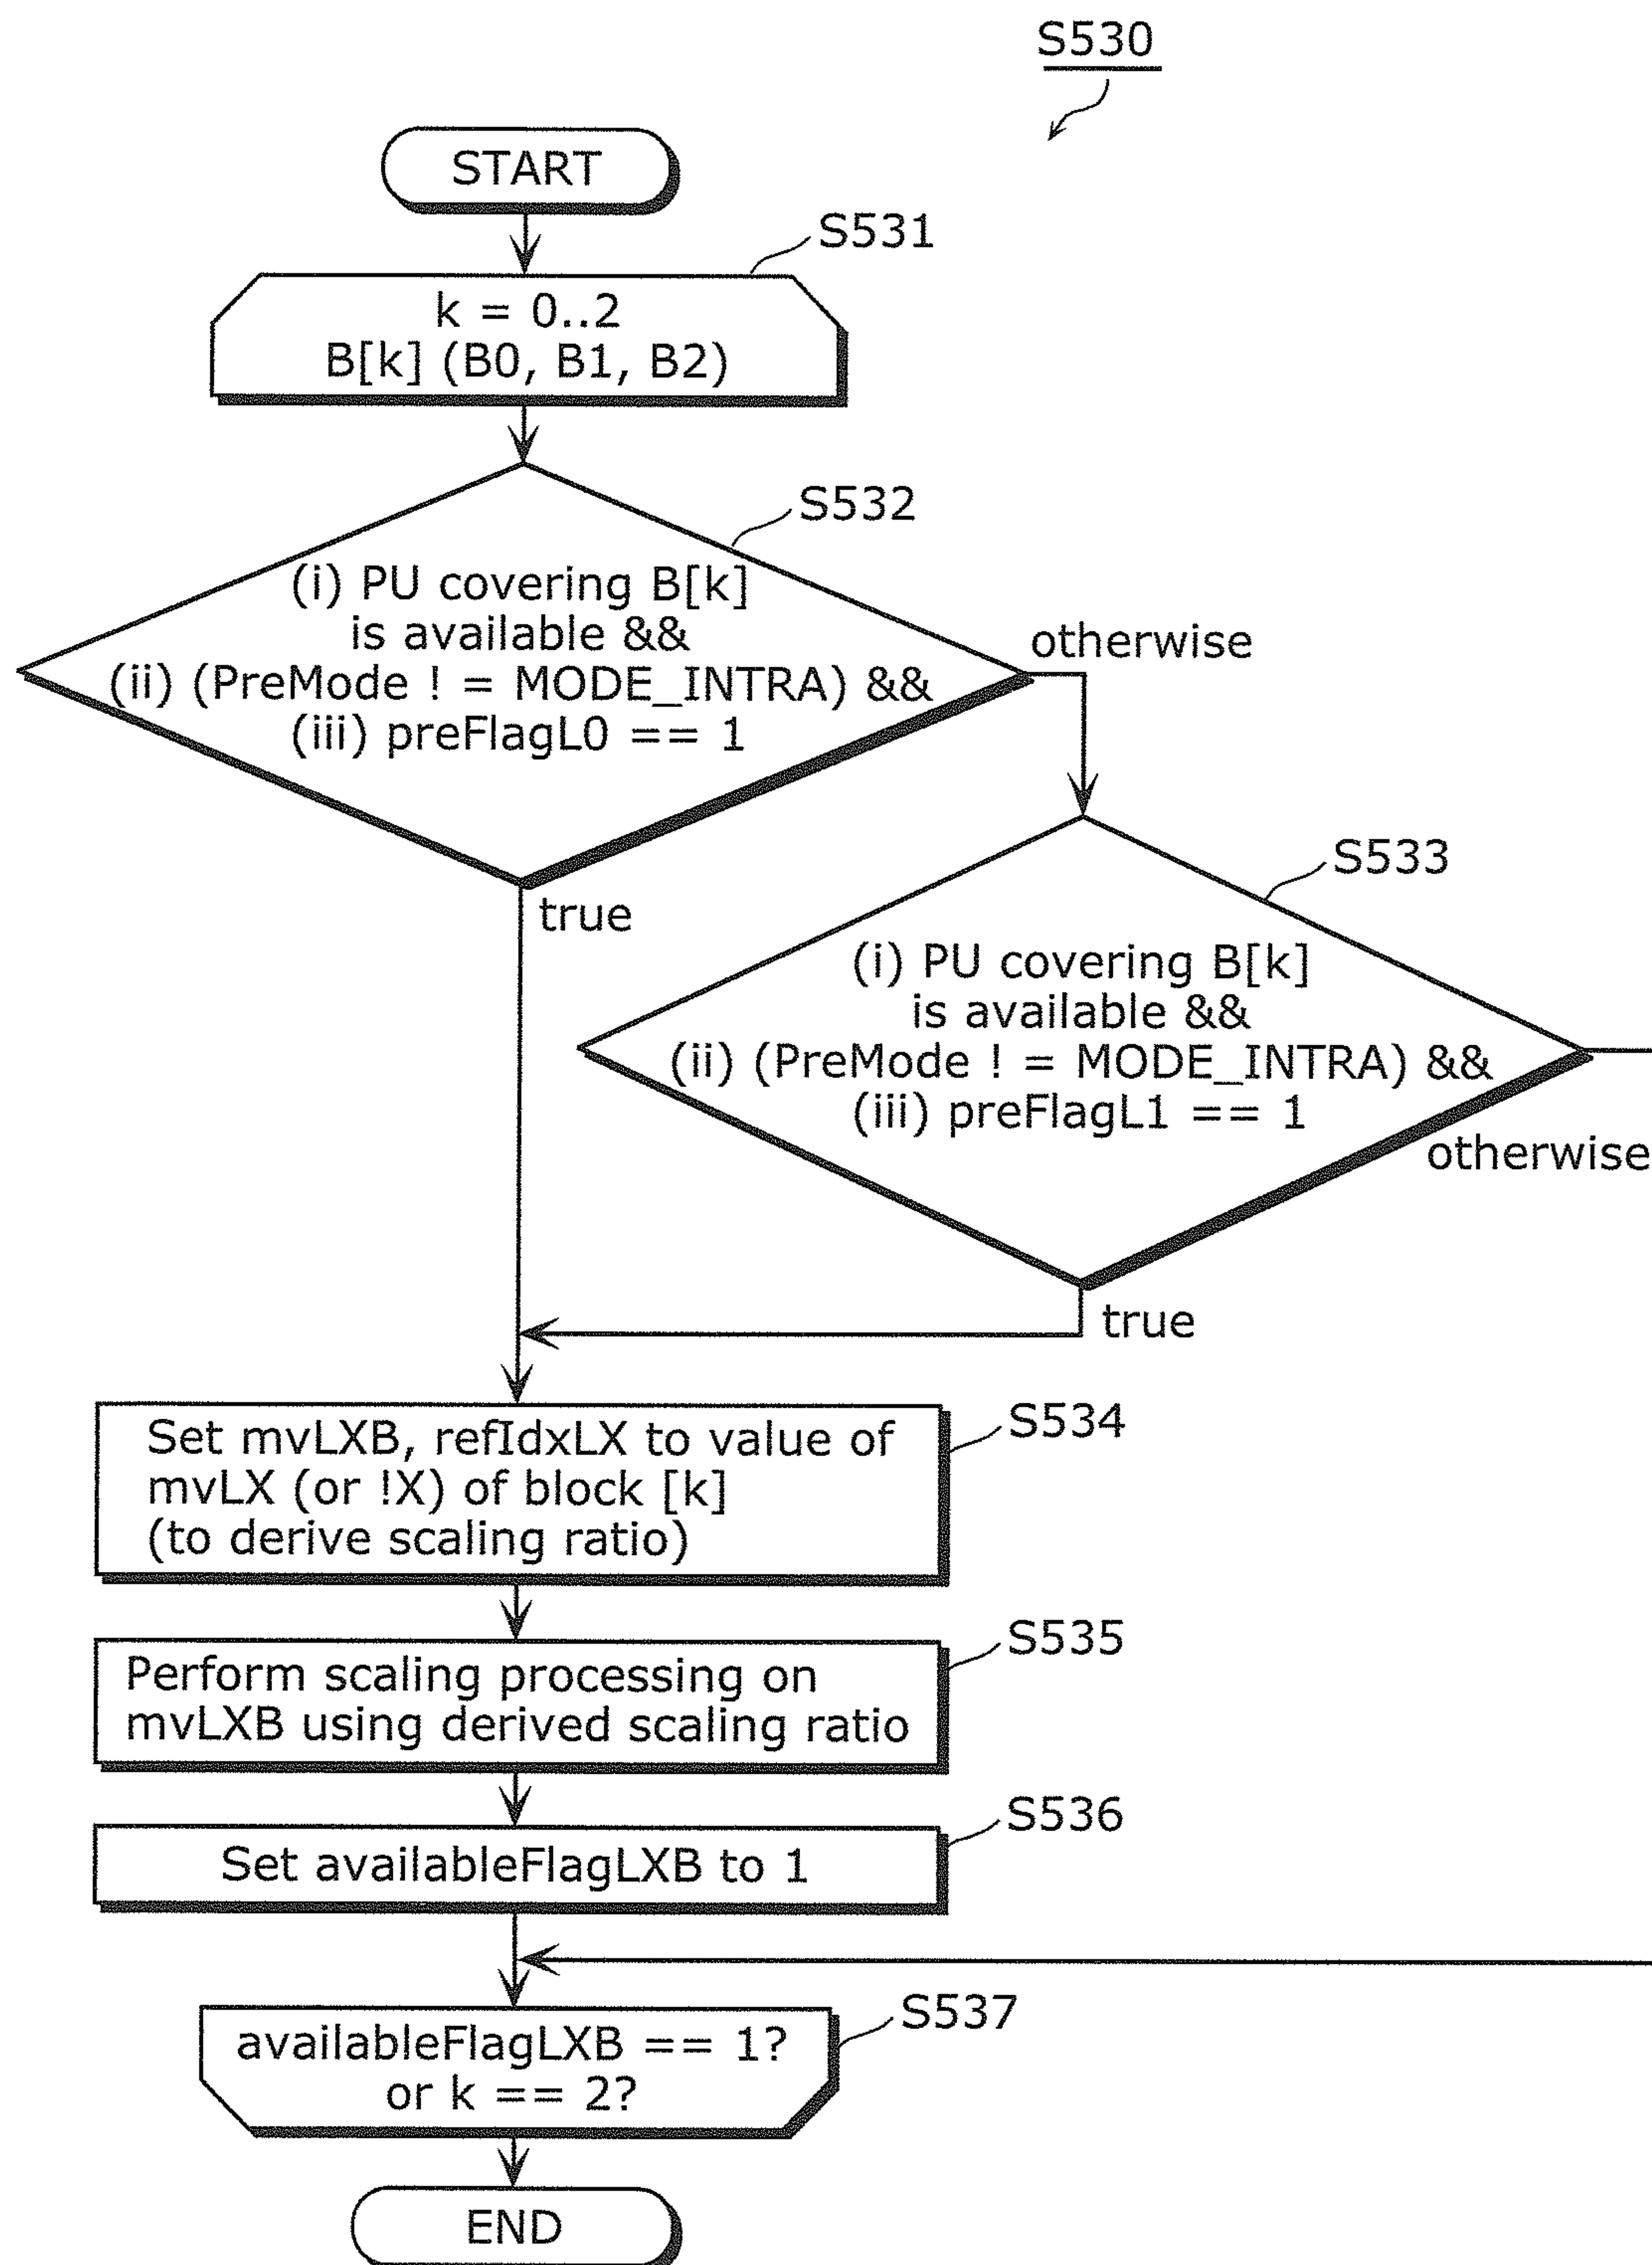 S530
START
S531
k = 0..2
B[k] (B0, B1, B2)
S532
(i) PU covering B[k]
is available &&
(ii) (PreMode ! = MODE_INTRA) &&
(iii) preFlagL0 == 1
otherwise
true
S533
(i) PU covering B[k]
is available &&
(ii) (PreMode ! = MODE_INTRA) &&
(iii) preFlagL1 == 1
otherwise
true
S534
Set mvLXB, refIdxLX to value of
mvLX (or !X) of block [k]
(to derive scaling ratio)
S535
Perform scaling processing on
mvLXB using derived scaling ratio
S536
Set availableFlagLXB to 1
S537
availableFlagLXB == 1?
or k == 2?
END